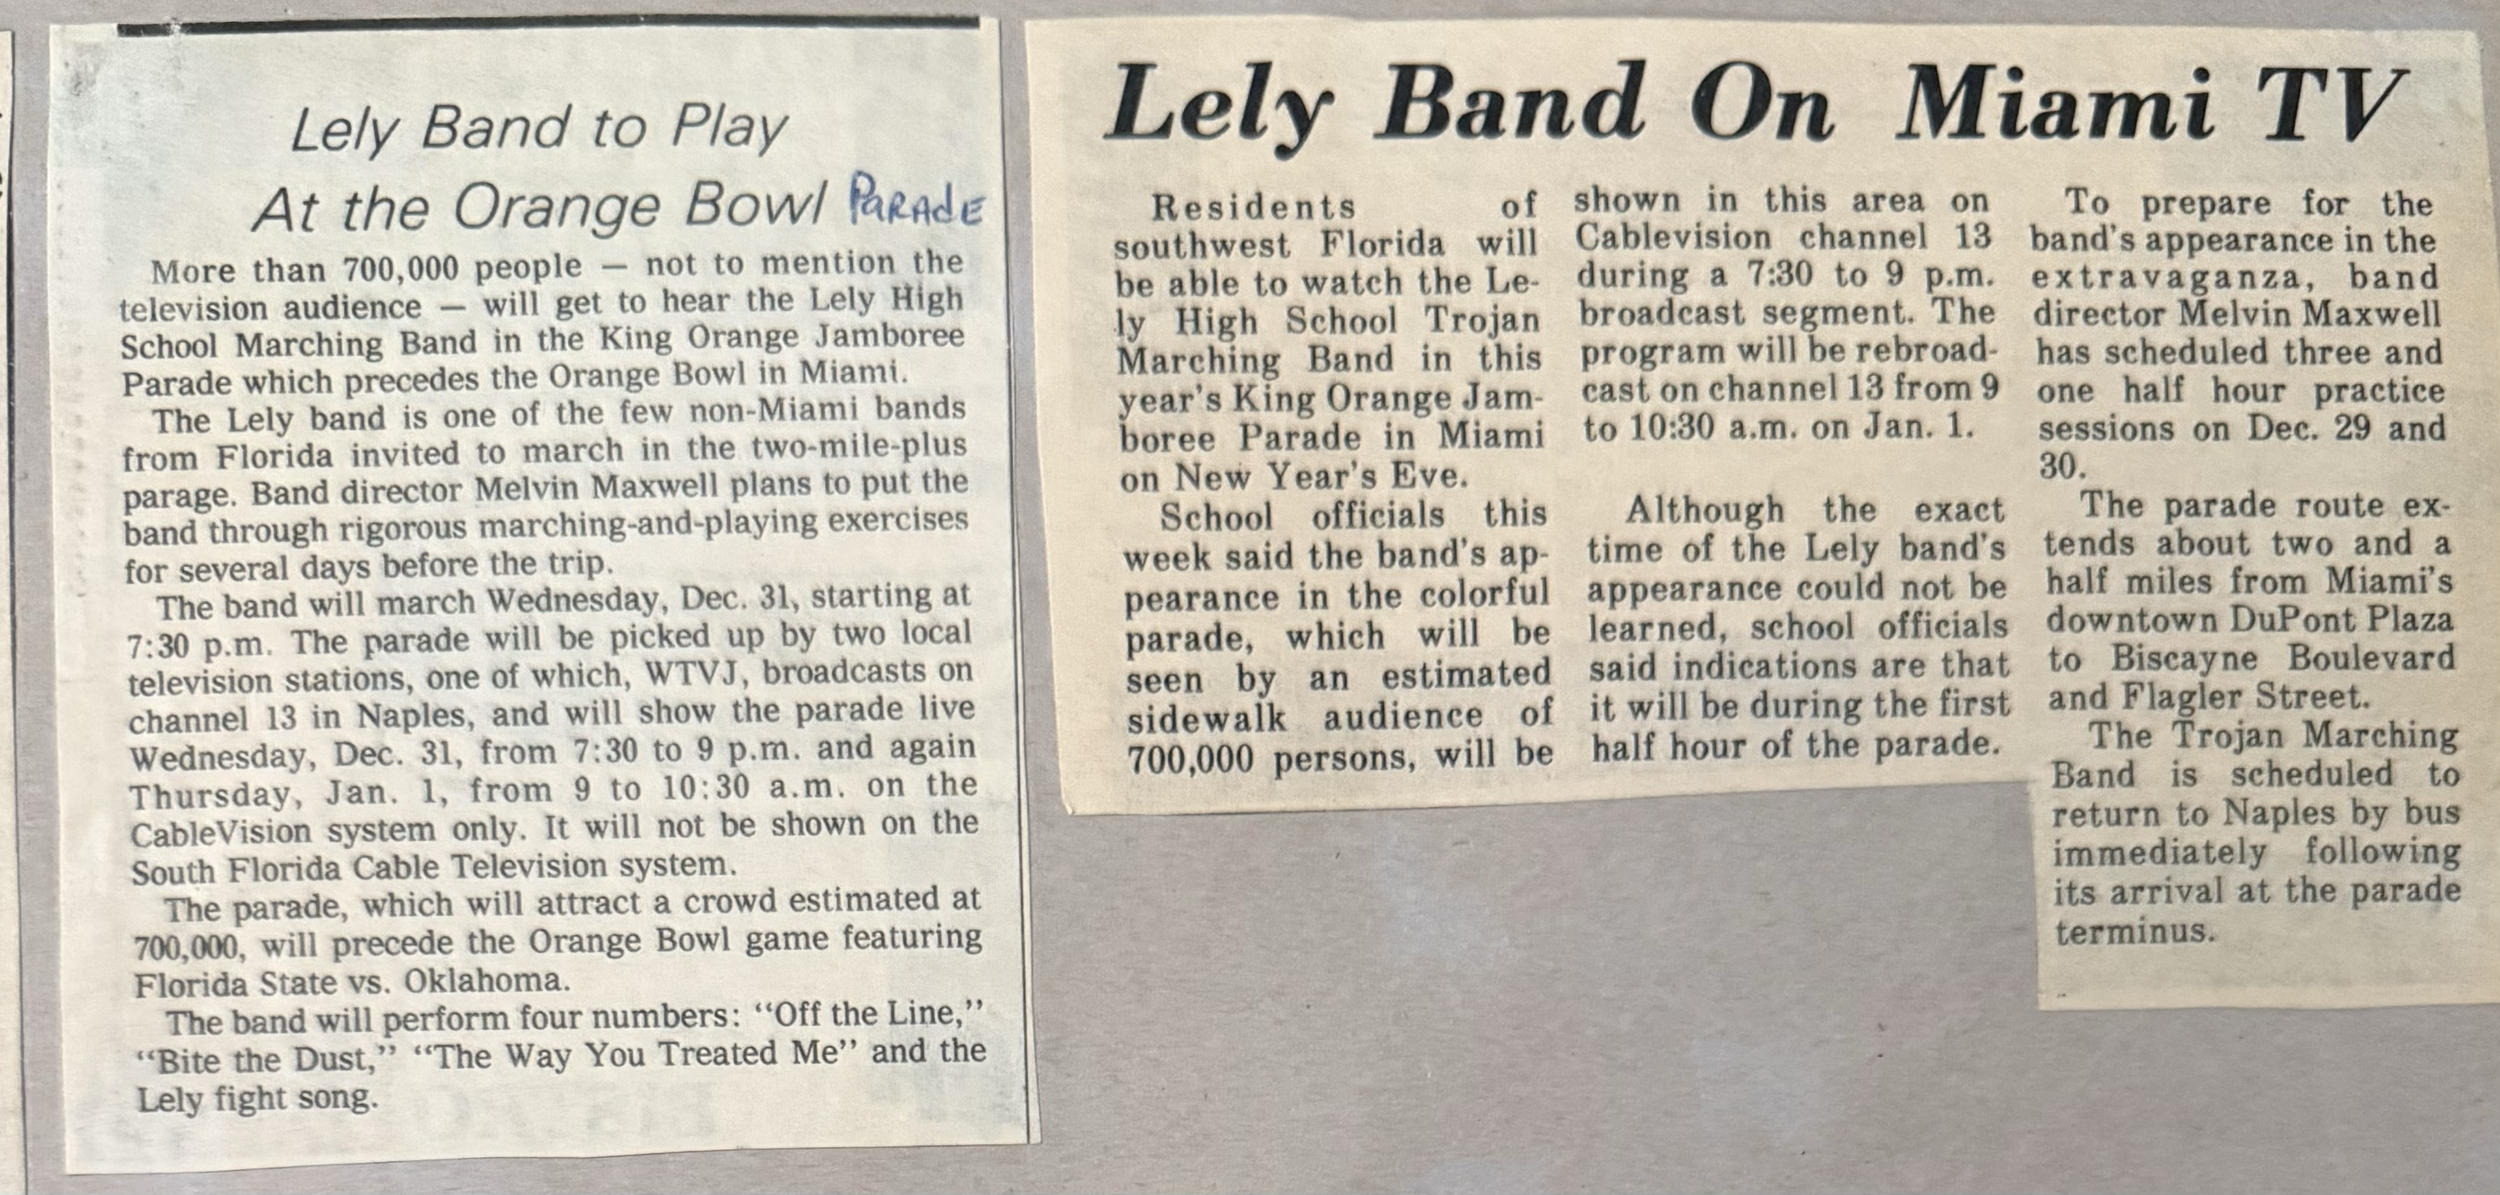 Lely Band to Play
At the Orange Bowl PARAdE
More than 700,000 people — not to mention the
television audience — will get to hear the Lely High
School Marching Band in the King Orange Jamboree
Parade which precedes the Orange Bowl in Miami.
The Lely band is one of the few non-Miami bands
from Florida invited to march in the two-mile-plus
parage. Band director Melvin Maxwell plans to put the
band through rigorous marching-and-playing exercises
for several days before the trip.
The band will march Wednesday, Dec. 31, starting at
7:30 p.m. The parade will be picked up by two local
television stations, one of which, WTVJ, broadcasts on
channel 13 in Naples, and will show the parade live
Wednesday, Dec. 31, from 7:30 to 9 p.m. and again
Thursday, Jan. 1, from 9 to 10:30 a.m. on the
CableVision system only. It will not be shown on the
South Florida Cable Television system.
The parade, which will attract a crowd estimated at
700,000, will precede the Orange Bowl game featuring
Florida State vs. Oklahoma.
The band will perform four numbers: ‘‘Off the Line,’’
‘‘Bite the Dust,’’ ‘‘The Way You Treated Me’’ and the
Lely fight song.
Lely Band On Miami TV
Residents of
southwest Florida will
be able to watch the Le-
ly High School Trojan
Marching Band in this
year's King Orange Jam-
boree Parade in Miami
on New Year's Eve.
School officials this
week said the band's ap-
pearance in the colorful
parade, which will be
seen by an estimated
sidewalk audience of
700,000 persons, will be
shown in this area on
Cablevision channel 13
during a 7:30 to 9 p.m.
broadcast segment. The
program will be rebroad-
cast on channel 13 from 9
to 10:30 a.m. on Jan. 1.
Although the exact
time of the Lely band's
appearance could not be
learned, school officials
said indications are that
it will be during the first
half hour of the parade.
To prepare for the
band's appearance in the
extravaganza, band
director Melvin Maxwell
has scheduled three and
one half hour practice
sessions on Dec. 29 and
30.
The parade route ex-
tends about two and a
half miles from Miami's
downtown DuPont Plaza
to Biscayne Boulevard
and Flagler Street.
The Trojan Marching
Band is scheduled to
return to Naples by bus
immediately following
its arrival at the parade
terminus.